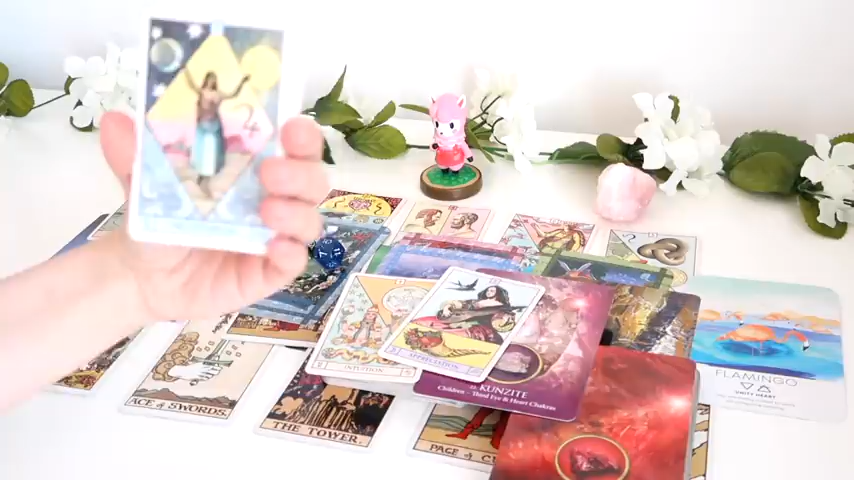 INTUITION
APPRECIATION
KUNZITE
Children ~ Third Eye & Heart Chakras
FLAMINGO
UNITY HEART
ACE of SWORDS.
THE TOWER.
PAGE of CU